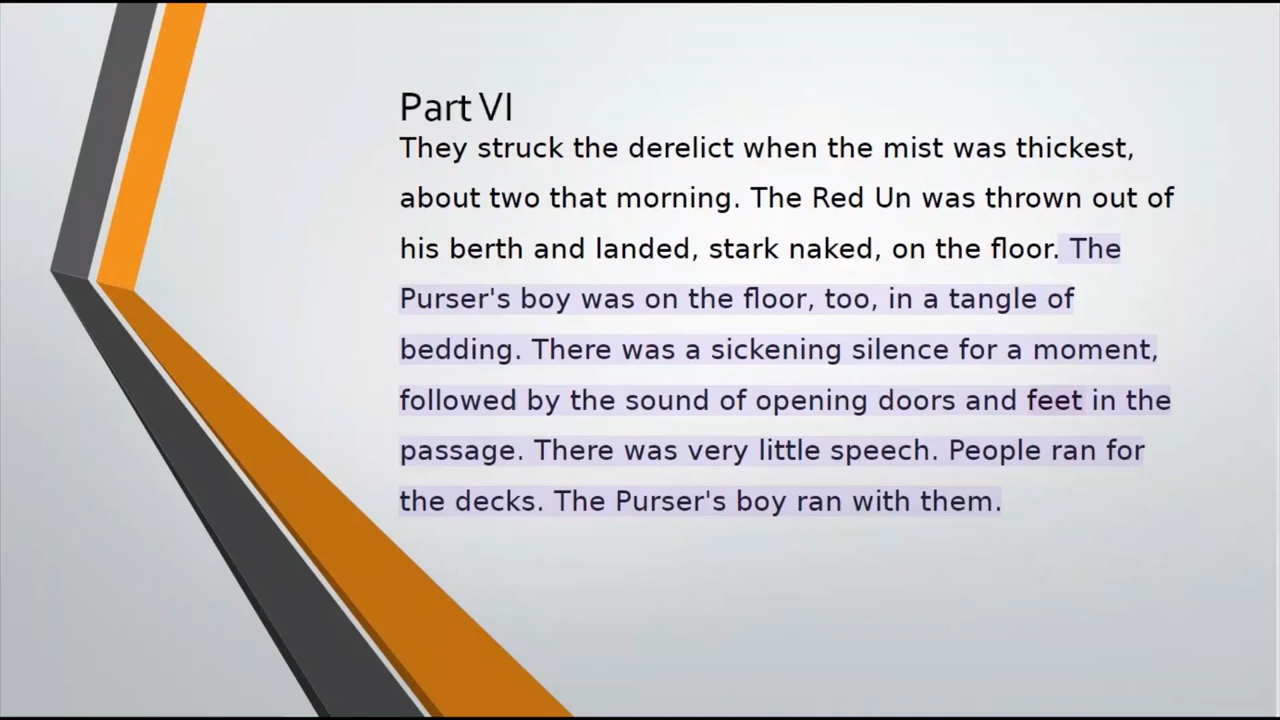 Part VI
They struck the derelict when the mist was thickest,
about two that morning. The Red Un was thrown out of
his berth and landed, stark naked, on the floor. The
Purser's boy was on the floor, too, in a tangle of
bedding. There was a sickening silence for a moment,
followed by the sound of opening doors and feet in the
passage. There was very little speech. People ran for
the decks. The Purser's boy ran with them.